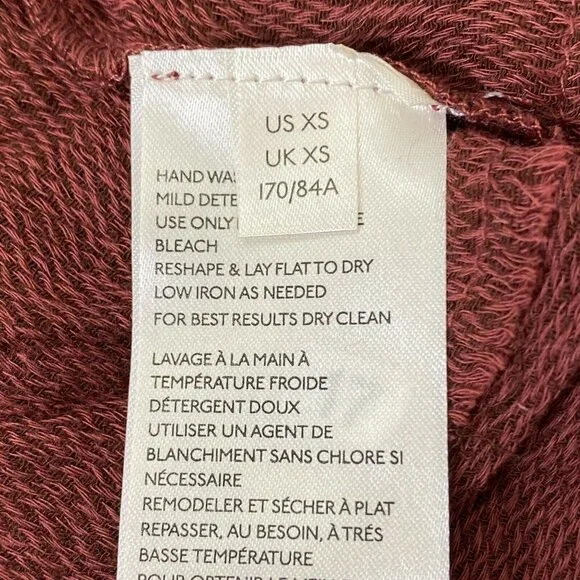 US XS
UK XS
170/84A
HAND
MILD
USE ONLY
BLEACH
RESHAPE & LAY FLAT TO DRY
LOW IRON AS NEEDED
FOR BEST RESULTS DRY CLEAN
LAVAGE À LA MAIN À
TEMPÉRATURE FROIDE
DÉTERGENT DOUX
UTILISER UN AGENT DE
BLANCHIMENT SANS CHLORE SI
NÉCESSAIRE
REMODELER ET SÉCHER À PLAT
REPASSER, AU BESOIN, À TRÉS
BASSE TEMPÉRATURE
POUR OBTENIR